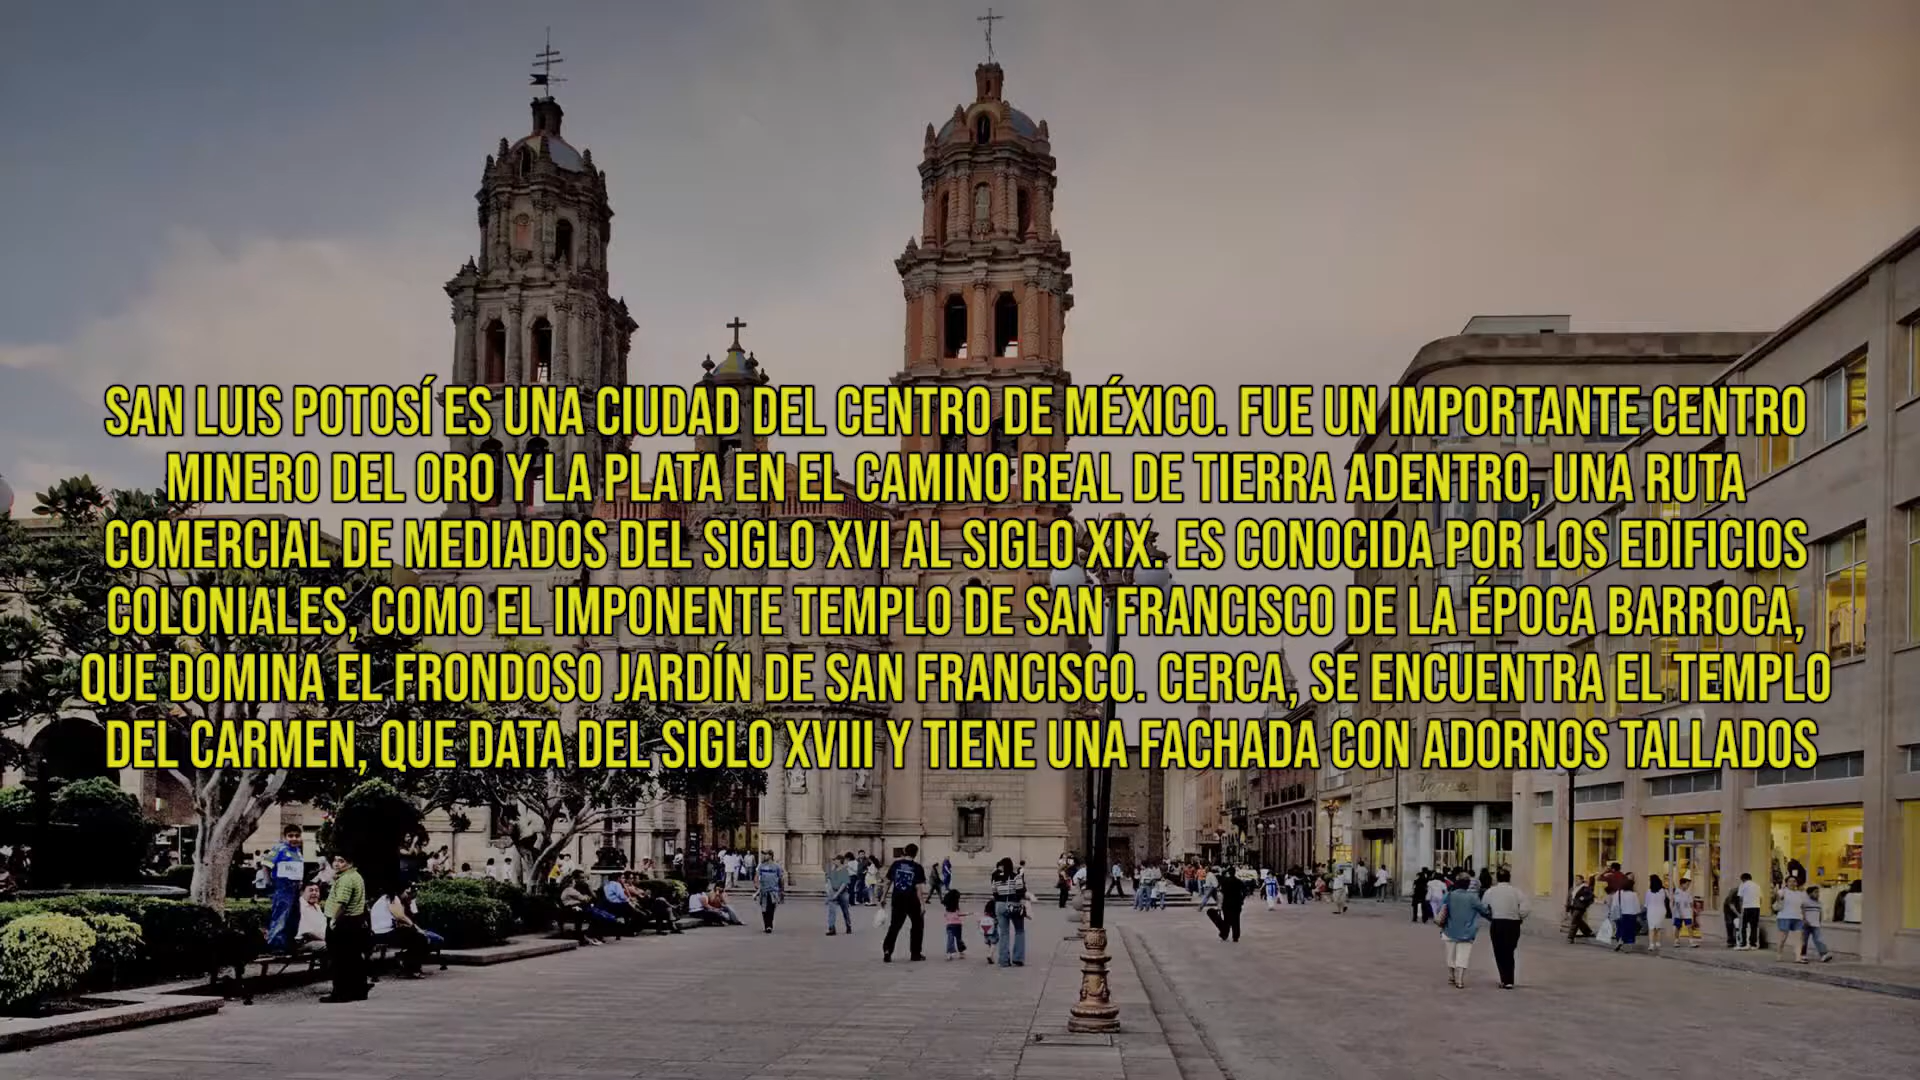 SAN LUIS POTOSÍ ES UNA CIUDAD DEL CENTRO DE MÉXICO. FUE UN IMPORTANTE CENTRO
MINERO DEL ORO Y LA PLATA EN EL CAMINO REAL DE TIERRA ADENTRO, UNA RUTA
COMERCIAL DE MEDIADOS DEL SIGLO XVI AL SIGLO XIX. ES CONOCIDA POR LOS EDIFICIOS
COLONIALES, COMO EL IMPONENTE TEMPLO DE SAN FRANCISCO DE LA ÉPOCA BARROCA,
QUE DOMINA EL FRONDOSO JARDÍN DE SAN FRANCISCO. CERCA, SE ENCUENTRA EL TEMPLO
DEL CARMEN, QUE DATA DEL SIGLO XVIII Y TIENE UNA FACHADA CON ADORNOS TALLADOS